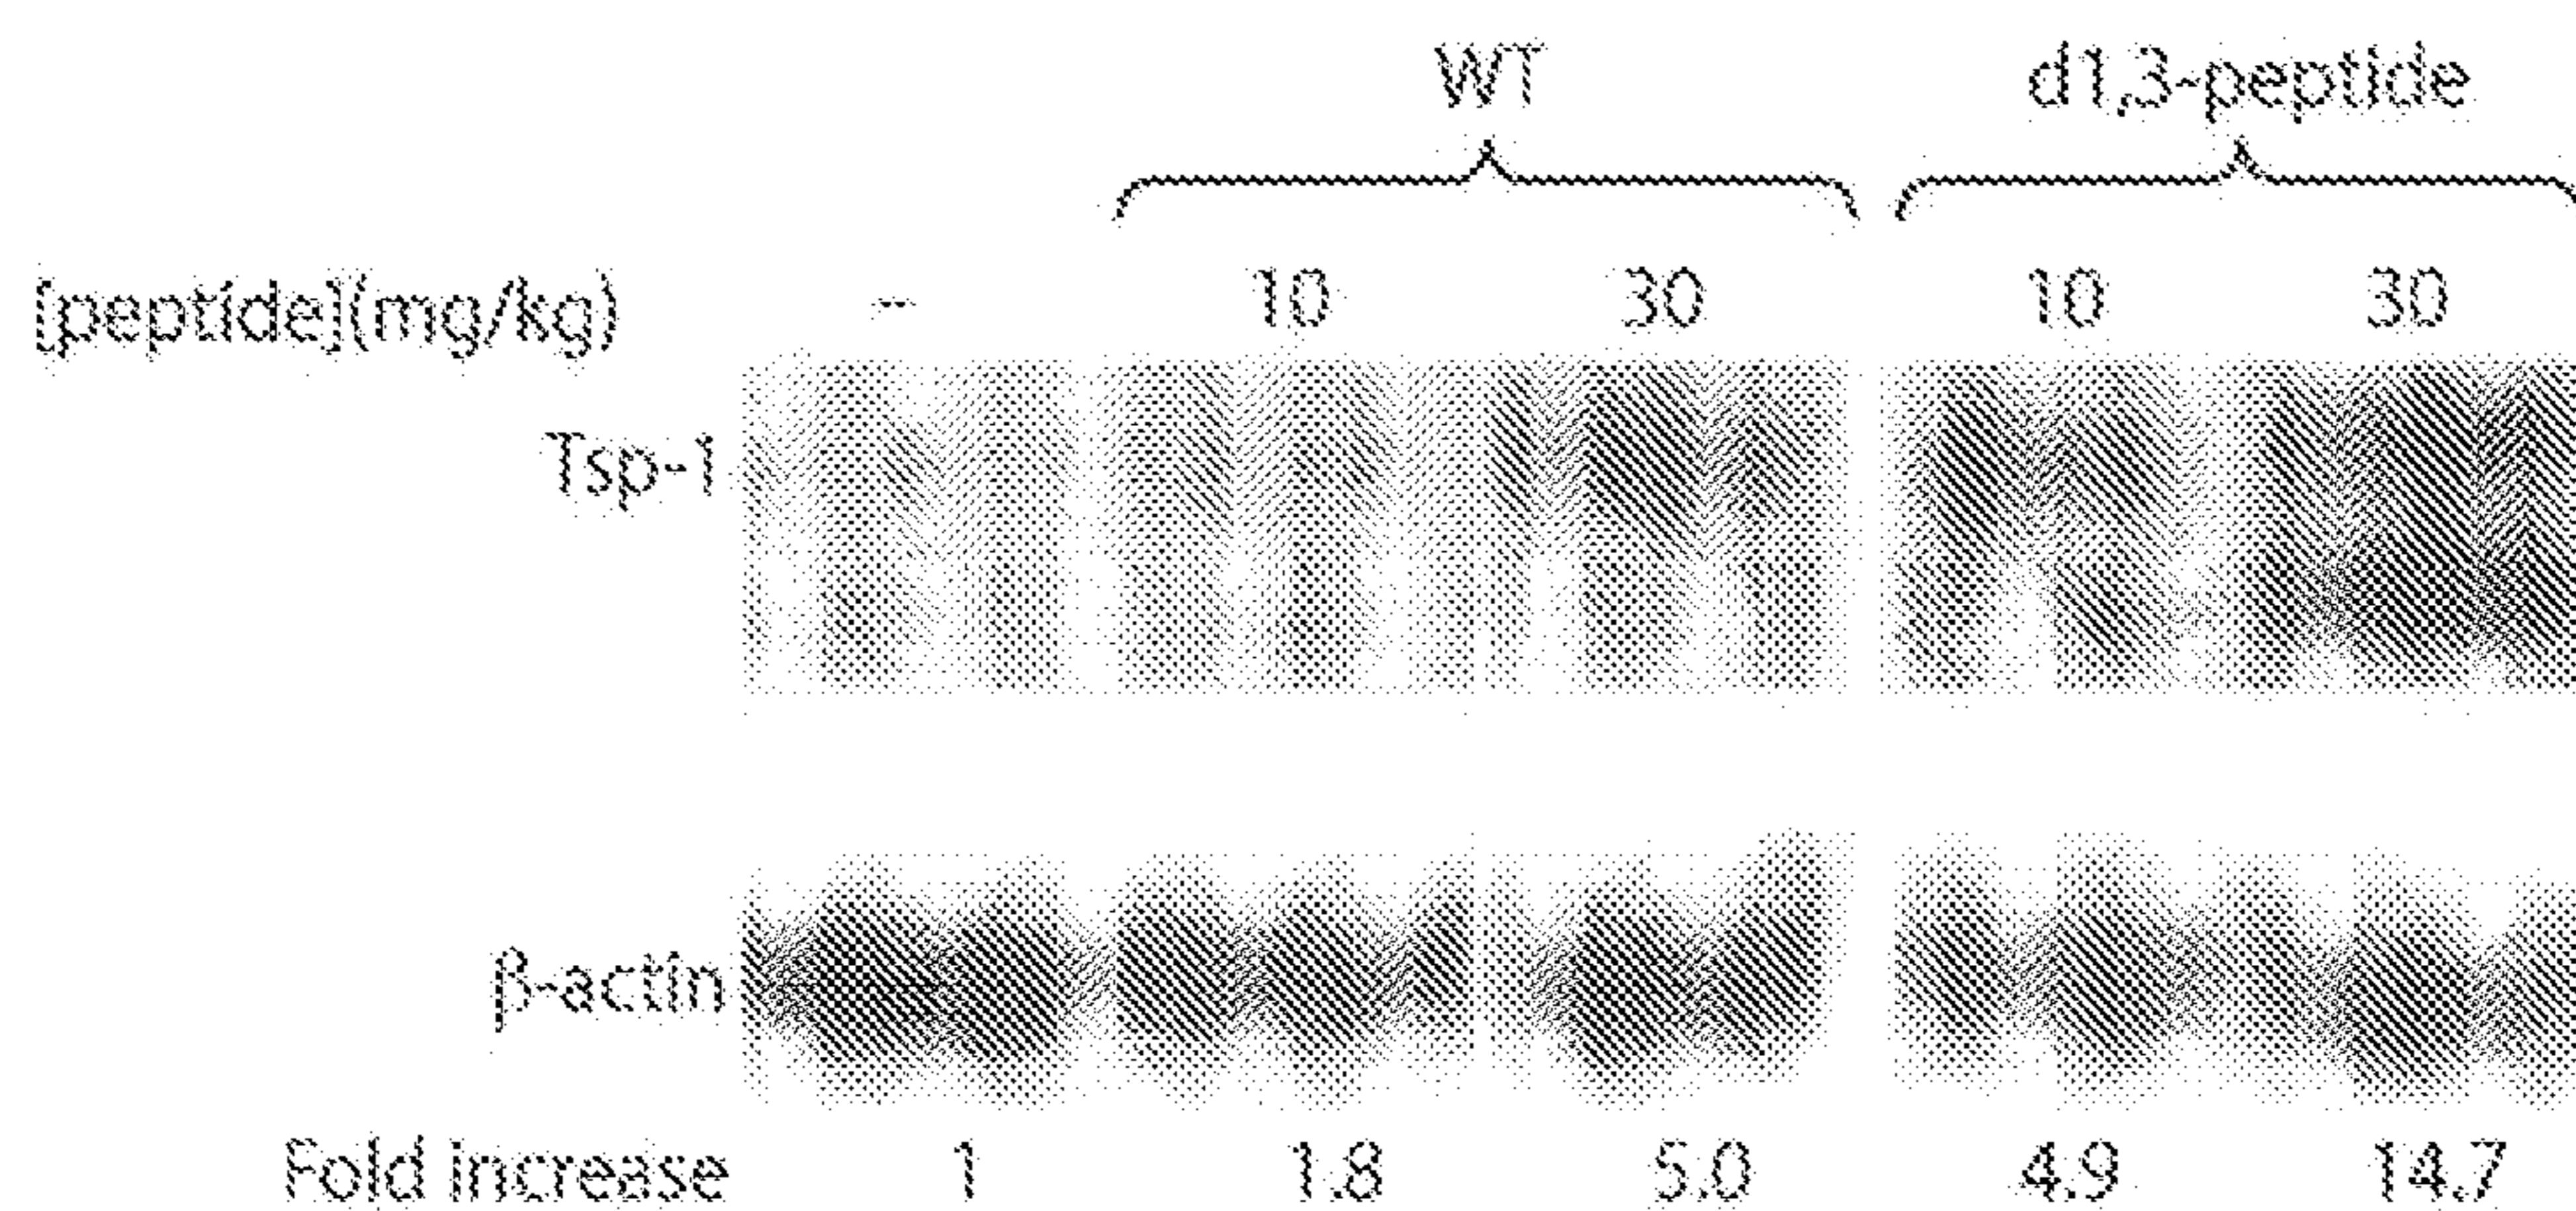 WT d1,3-peptide
[peptide](mg/kg) -- 10 30 10 30
Tsp-1
β-actin
Fold increase 1 1.8 5.0 4.9 14.7